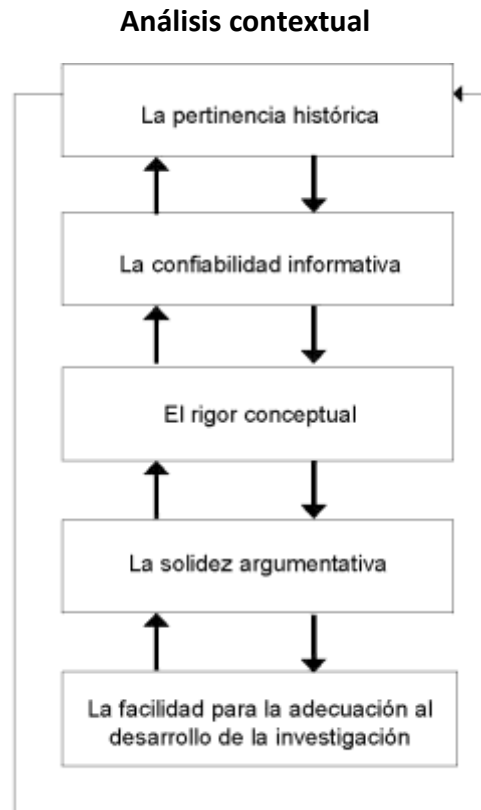 Análisis contextual
La pertinencia histórica
La confiabilidad informativa
El rigor conceptual
La solidez argumentativa
La facilidad para la adecuación al
desarrollo de la investigación